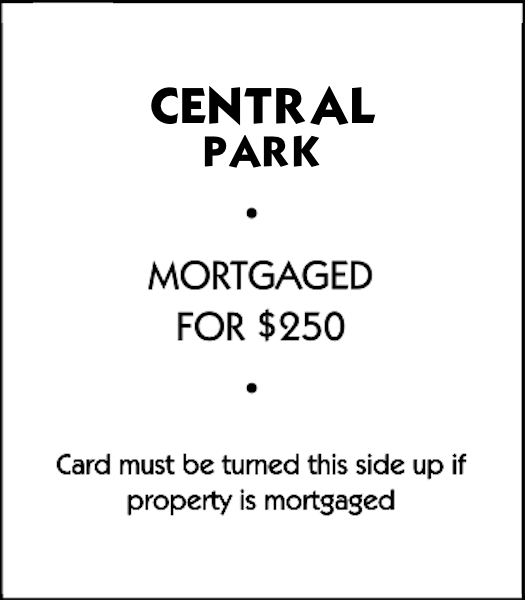 CENTRAL
PARK
•
MORTGAGED
FOR $250
•
Card must be turned this side up if
property is mortgaged